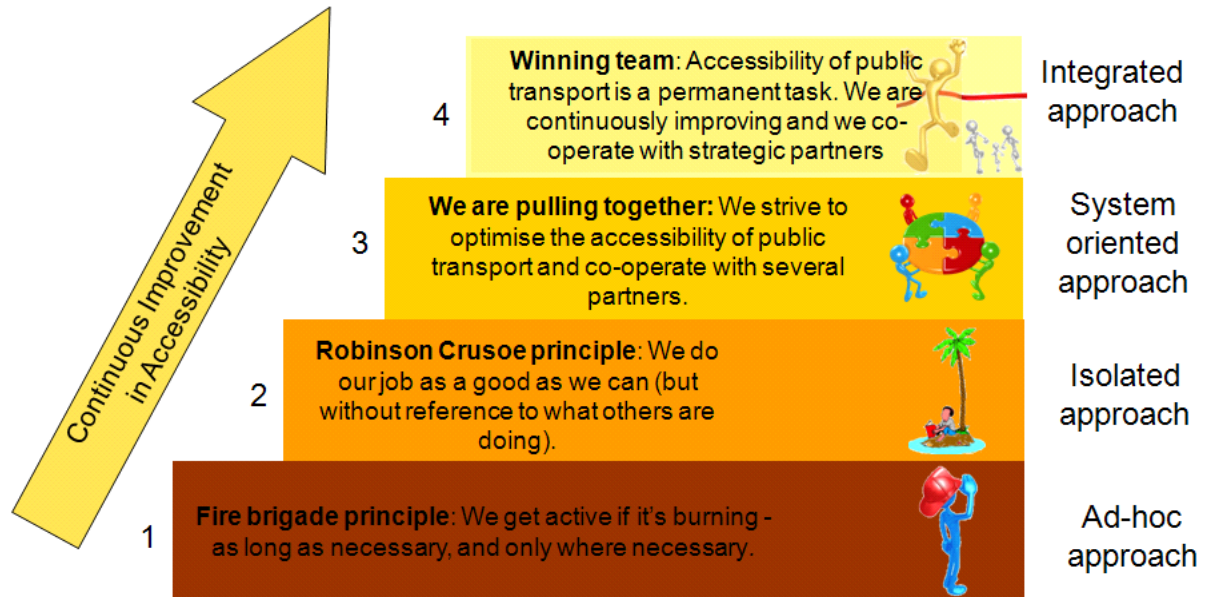 Continuous Improvement
in Accessibility
4
Winning team: Accessibility of public
transport is a permanent task. We are
continuously improving and we co-
operate with strategic partners
Integrated
approach
3
We are pulling together: We strive to
optimise the accessibility of public
transport and co-operate with several
partners.
System
oriented
approach
2
Robinson Crusoe principle: We do
our job as a good as we can (but
without reference to what others are
doing).
Isolated
approach
1
Fire brigade principle: We get active if it's burning -
as long as necessary, and only where necessary.
Ad-hoc
approach